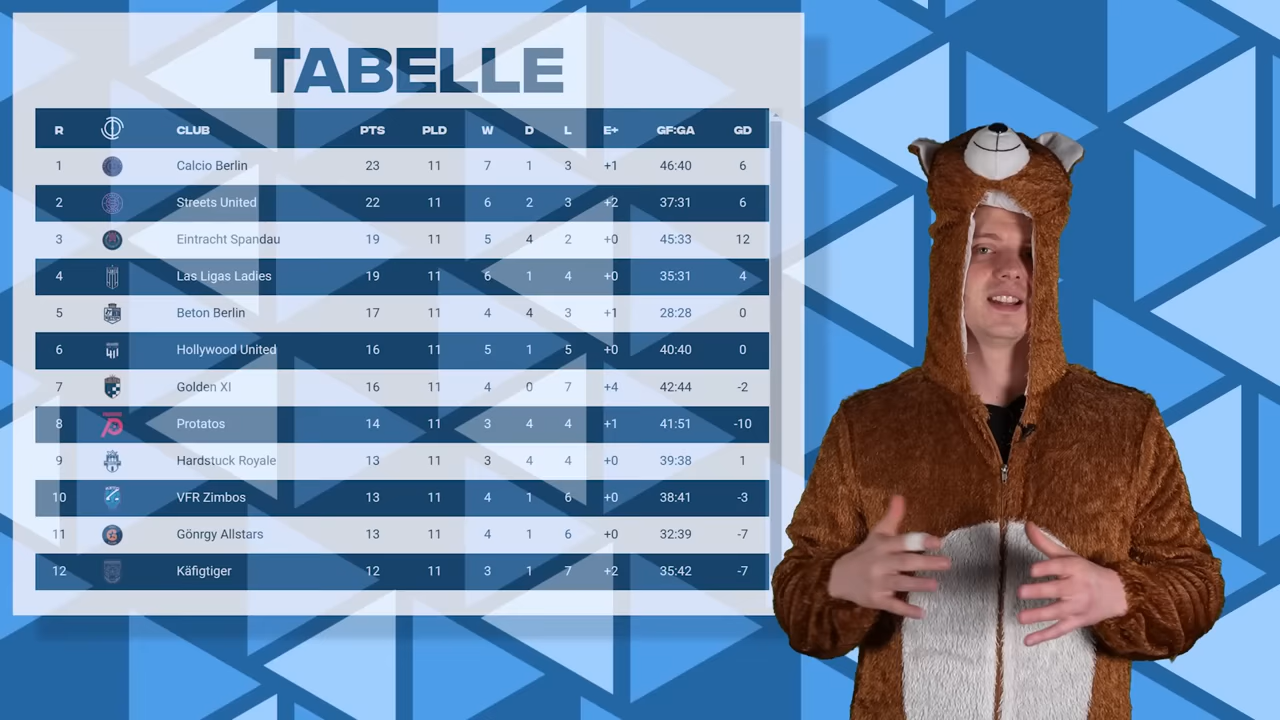 TABELLE
R CLUB PTS PLD W D L E+ GF:GA GD
1 Calcio Berlin 23 11 7 1 3 +1 46:40 6
2 Streets United 22 11 6 2 3 +2 37:31 6
3 Eintracht Spandau 19 11 5 4 2 +0 45:33 12
4 Las Ligas Ladies 19 11 6 1 4 +0 35:31 4
5 Beton Berlin 17 11 4 4 3 +1 28:28 0
6 Hollywood United 16 11 5 1 5 +0 40:40 0
7 Golden XI 16 11 4 0 7 +4 42:44 -2
8 Protatos 14 11 3 4 4 +1 41:51 -10
9 Hardstuck Royale 13 11 3 4 4 +0 39:38 1
10 VFR Zimbos 13 11 4 1 6 +0 38:41 -3
11 Gönrgy Allstars 13 11 4 1 6 +0 32:39 -7
12 Käfigtiger 12 11 3 1 7 +2 35:42 -7